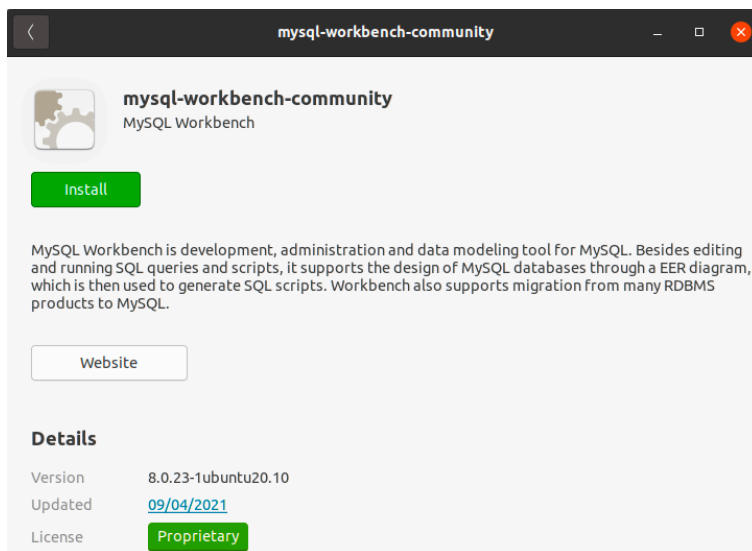 mysql-workbench-community
mysql-workbench-community
MySQL Workbench
Install
MySQL Workbench is development, administration and data modeling tool for MySQL. Besides editing
and running SQL queries and scripts, it supports the design of MySQL databases through a EER diagram,
which is then used to generate SQL scripts. Workbench also supports migration from many RDBMS
products to MySQL.
Website
Details
Version 8.0.23-1ubuntu20.10
Updated 09/04/2021
License Proprietary